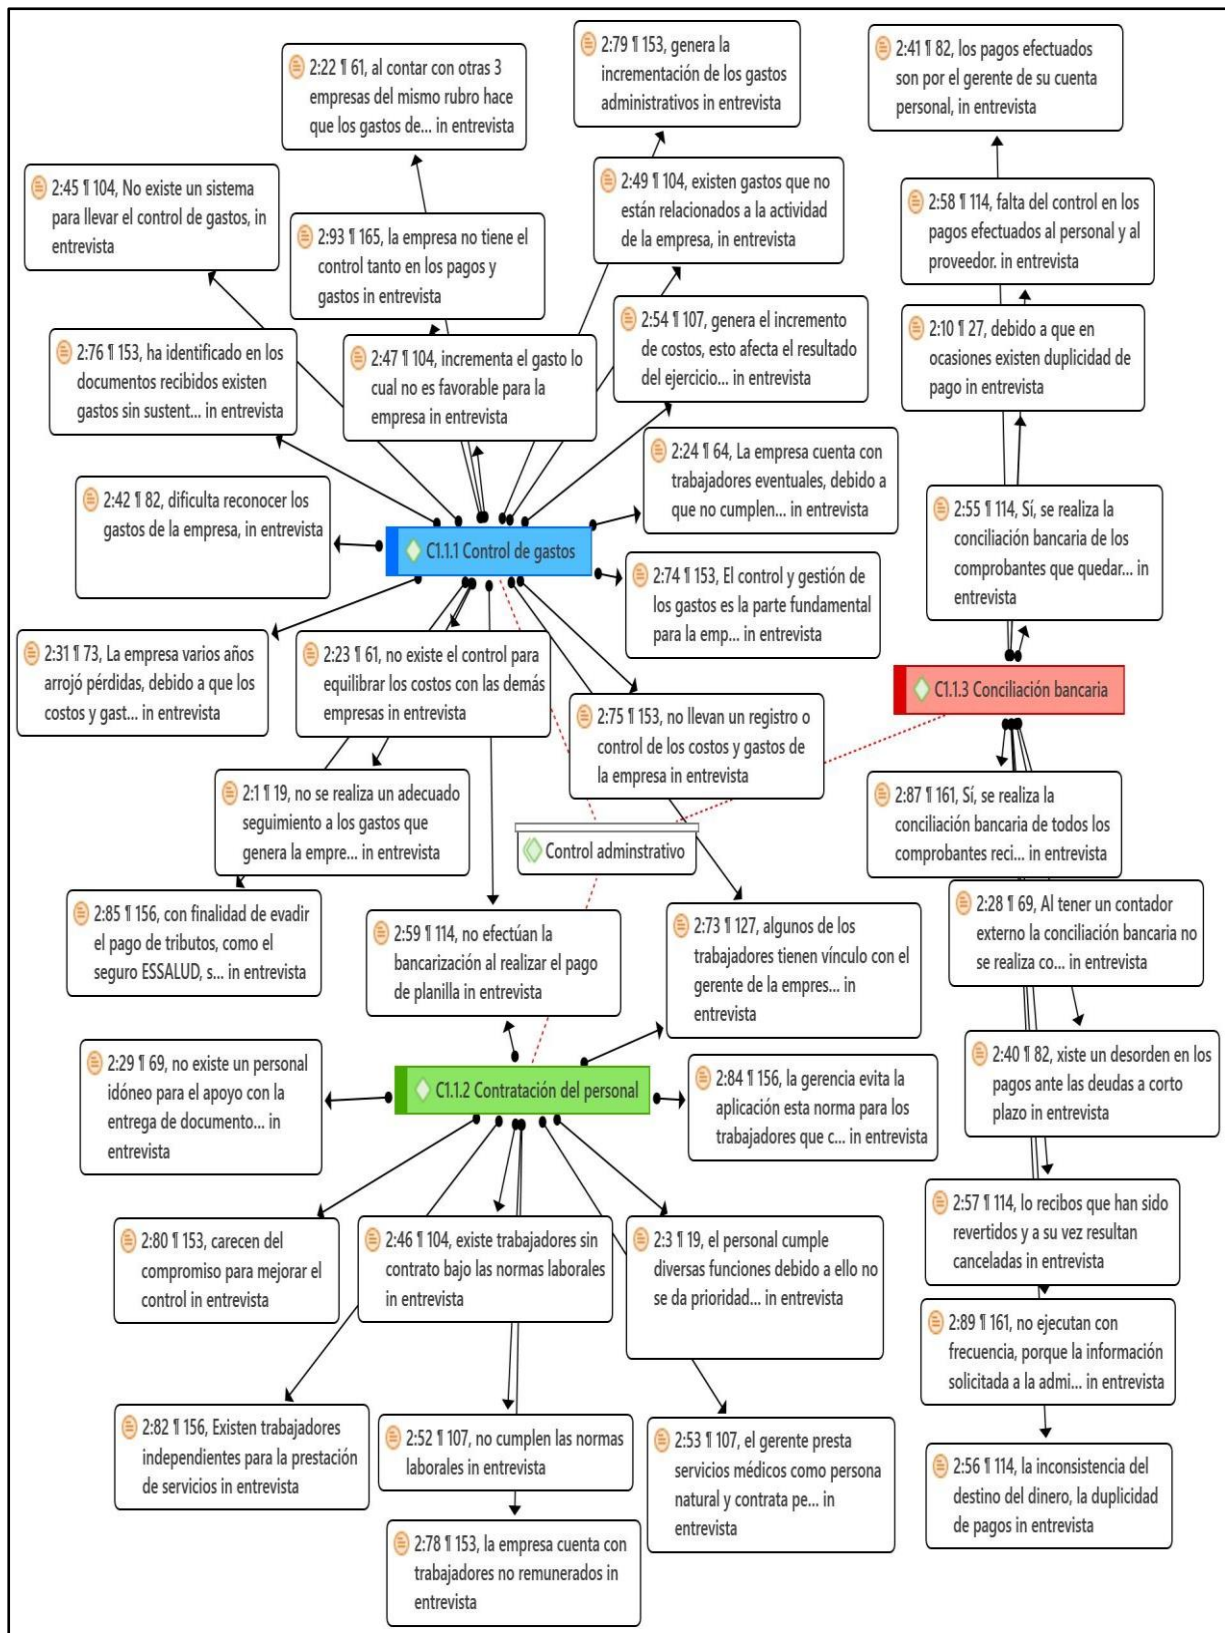 2:79 ¶ 153, genera la
incrementación de los gastos
administrativos in entrevista
2:41 ¶ 82, los pagos efectuados
son por el gerente de su cuenta
personal, in entrevista
2:22 ¶ 61, al contar con otras 3
empresas del mismo rubro hace
que los gastos de... in entrevista
2:45 ¶ 104, No existe un sistema
para llevar el control de gastos, in
entrevista
2:49 ¶ 104, existen gastos que no
están relacionados a la actividad
de la empresa, in entrevista
2:58 ¶ 114, falta del control en los
pagos efectuados al personal y al
proveedor. in entrevista
2:93 ¶ 165, la empresa no tiene el
control tanto en los pagos y
gastos in entrevista
2:54 ¶ 107, genera el incremento
de costos, esto afecta el resultado
del ejercicio... in entrevista
2:10 ¶ 27, debido a que en
ocasiones existen duplicidad de
pago in entrevista
2:76 ¶ 153, ha identificado en los
documentos recibidos existen
gastos sin sustent... in entrevista
2:47 ¶ 104, incrementa el gasto lo
cual no es favorable para la
empresa in entrevista
2:24 ¶ 64, La empresa cuenta con
trabajadores eventuales, debido a
que no cumplen... in entrevista
2:42 ¶ 82, dificulta reconocer los
gastos de la empresa, in entrevista
2:55 ¶ 114, Sí, se realiza la
conciliación bancaria de los
comprobantes que quedar... in
entrevista
C1.1.1 Control de gastos
2:74 ¶ 153, El control y gestión de
los gastos es la parte fundamental
para la emp... in entrevista
2:31 ¶ 73, La empresa varios años
arrojó pérdidas, debido a que los
costos y gast... in entrevista
2:23 ¶ 61, no existe el control para
equilibrar los costos con las demás
empresas in entrevista
C1.1.3 Conciliación bancaria
2:75 ¶ 153, no llevan un registro o
control de los costos y gastos de
la empresa in entrevista
2:1 ¶ 19, no se realiza un adecuado
seguimiento a los gastos que
genera la empre... in entrevista
2:87 ¶ 161, Sí, se realiza la
conciliación bancaria de todos los
comprobantes reci... in entrevista
Control adminstrativo
2:85 ¶ 156, con finalidad de evadir
el pago de tributos, como el
seguro ESSALUD, s... in entrevista
2:59 ¶ 114, no efectúan la
bancarización al realizar el pago
de planilla in entrevista
2:73 ¶ 127, algunos de los
trabajadores tienen vínculo con el
gerente de la empres... in
entrevista
2:28 ¶ 69, Al tener un contador
externo la conciliación bancaria no
se realiza co... in entrevista
2:29 ¶ 69, no existe un personal
idóneo para el apoyo con la
entrega de documento... in
entrevista
C1.1.2 Contratación del personal
2:84 ¶ 156, la gerencia evita la
aplicación esta norma para los
trabajadores que c... in entrevista
2:40 ¶ 82, xiste un desorden en los
pagos ante las deudas a corto
plazo in entrevista
2:80 ¶ 153, carecen del
compromiso para mejorar el
control in entrevista
2:46 ¶ 104, existe trabajadores sin
contrato bajo las normas laborales
in entrevista
2:3 ¶ 19, el personal cumple
diversas funciones debido a ello no
se da prioridad... in entrevista
2:57 ¶ 114, lo recibos que han sido
revertidos y a su vez resultan
canceladas in entrevista
2:89 ¶ 161, no ejecutan con
frecuencia, porque la información
solicitada a la admi... in entrevista
2:82 ¶ 156, Existen trabajadores
independientes para la prestación
de servicios in entrevista
2:52 ¶ 107, no cumplen las normas
laborales in entrevista
2:53 ¶ 107, el gerente presta
servicios médicos como persona
natural y contrata pe... in
entrevista
2:56 ¶ 114, la inconsistencia del
destino del dinero, la duplicidad
de pagos in entrevista
2:78 ¶ 153, la empresa cuenta con
trabajadores no remunerados in
entrevista